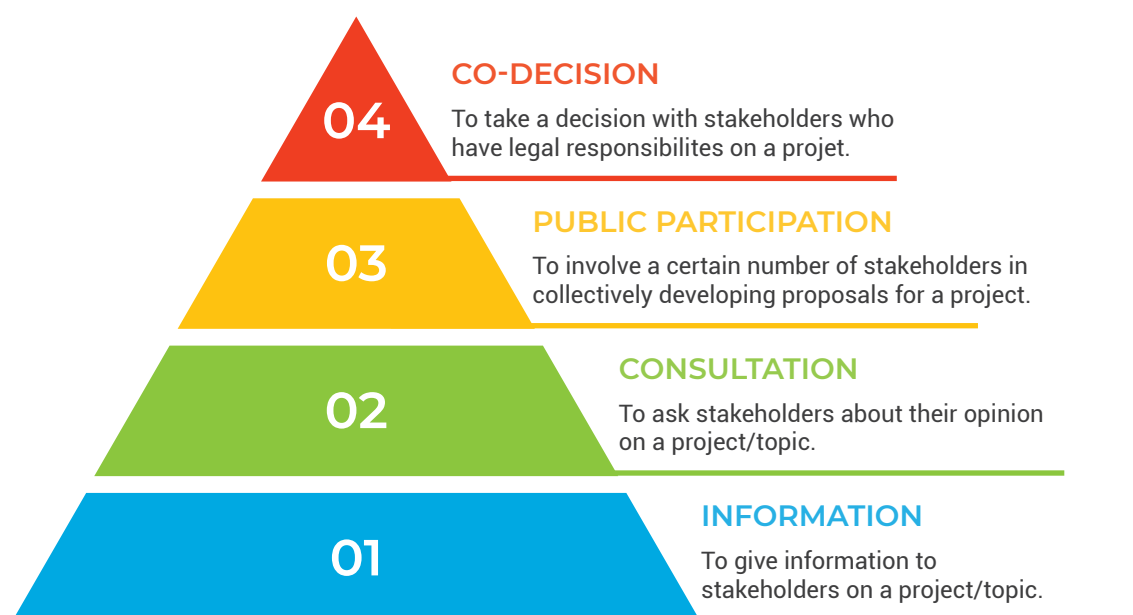 04
CO-DECISION
To take a decision with stakeholders who
have legal responsibilites on a projet.
03
PUBLIC PARTICIPATION
To involve a certain number of stakeholders in
collectively developing proposals for a project.
02
CONSULTATION
To ask stakeholders about their opinion
on a project/topic.
01
INFORMATION
To give information to
stakeholders on a project/topic.